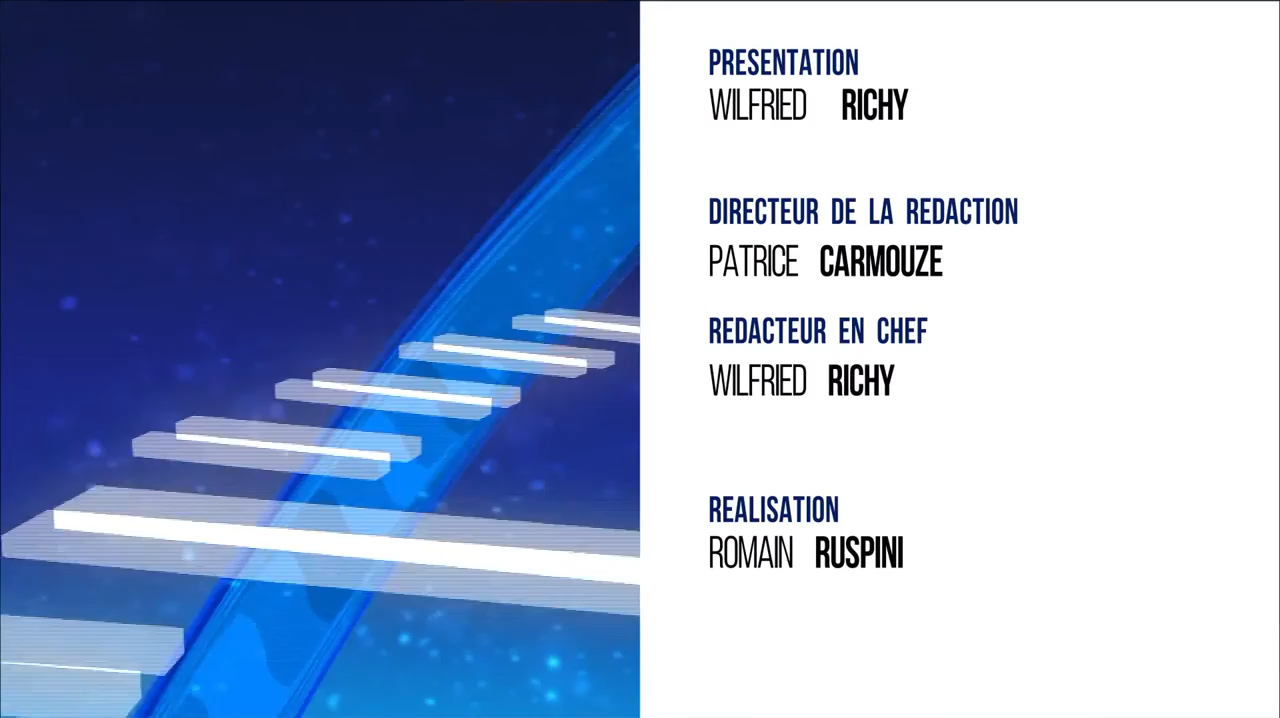 PRESENTATION
WILFRIED RICHY
DIRECTEUR DE LA REDACTION
PATRICE CARMOUZE
REDACTEUR EN CHEF
WILFRIED RICHY
REALISATION
ROMAIN RUSPINI